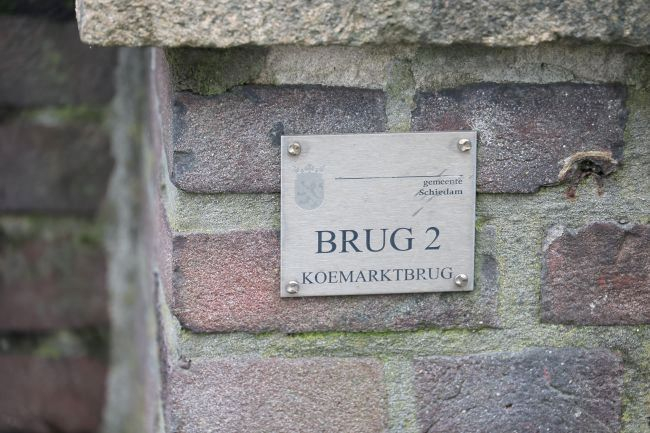 gemeente
Schiedam
BRUG 2
KOEMARKTBRUG